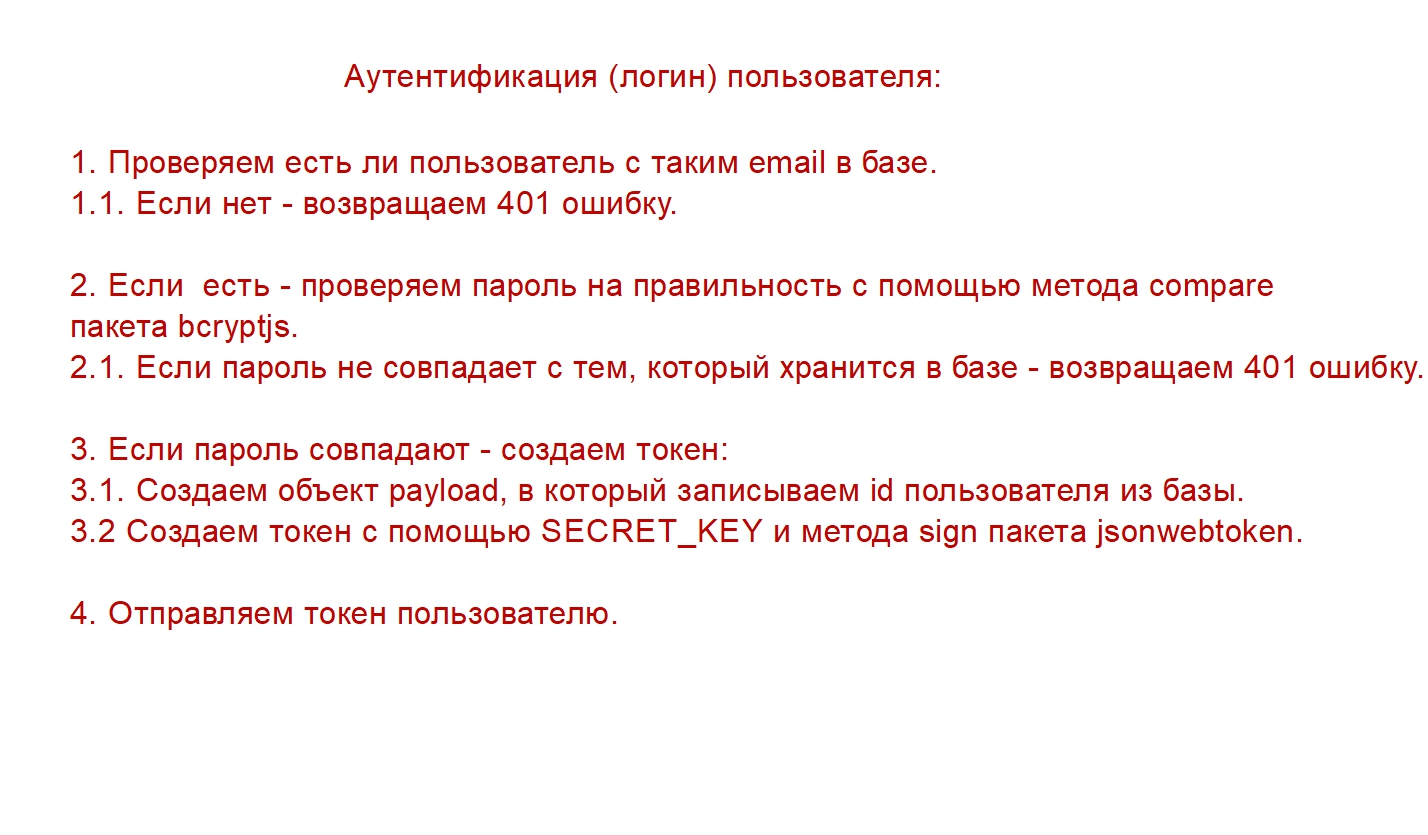 Аутентификация (логин) пользователя:
1. Проверяем есть ли пользователь с таким email в базе.
1.1. Если нет - возвращаем 401 ошибку.
2. Если  есть - проверяем пароль на правильность с помощью метода compare
пакета bcryptjs.
2.1. Если пароль не совпадает с тем, который хранится в базе - возвращаем 401 ошибку.
3. Если пароль совпадают - создаем токен:
3.1. Создаем объект payload, в который записываем id пользователя из базы.
3.2 Создаем токен с помощью SECRET_KEY и метода sign пакета jsonwebtoken.
4. Отправляем токен пользователю.